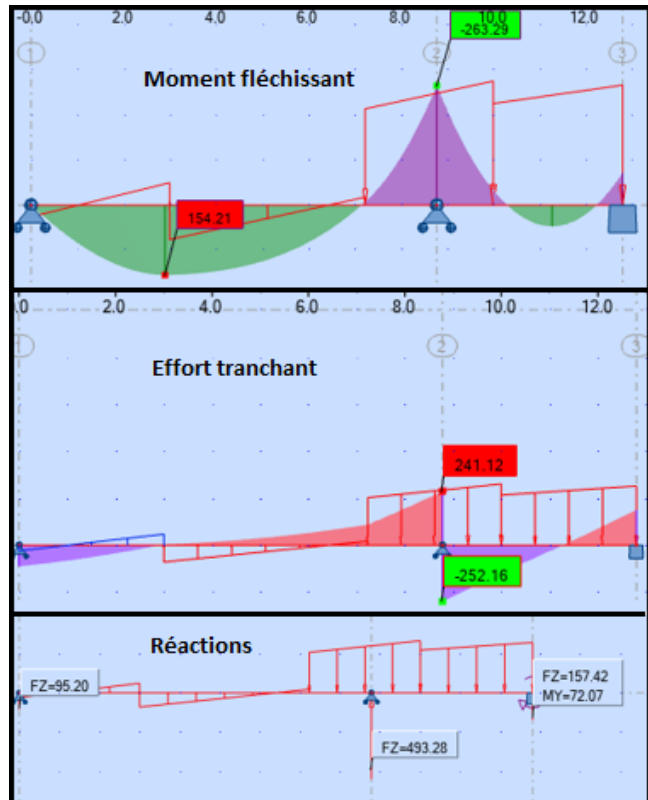 -0.0 2.0 4.0 6.0 8.0 10.0 12.0
-263.29
1 2 3
Moment fléchissant
154.21
.0 2.0 4.0 6.0 8.0 10.0 12.0
1 2 3
Effort tranchant
241.12
-252.16
Réactions
FZ=95.20
FZ=157.42
MY=72.07
FZ=493.28